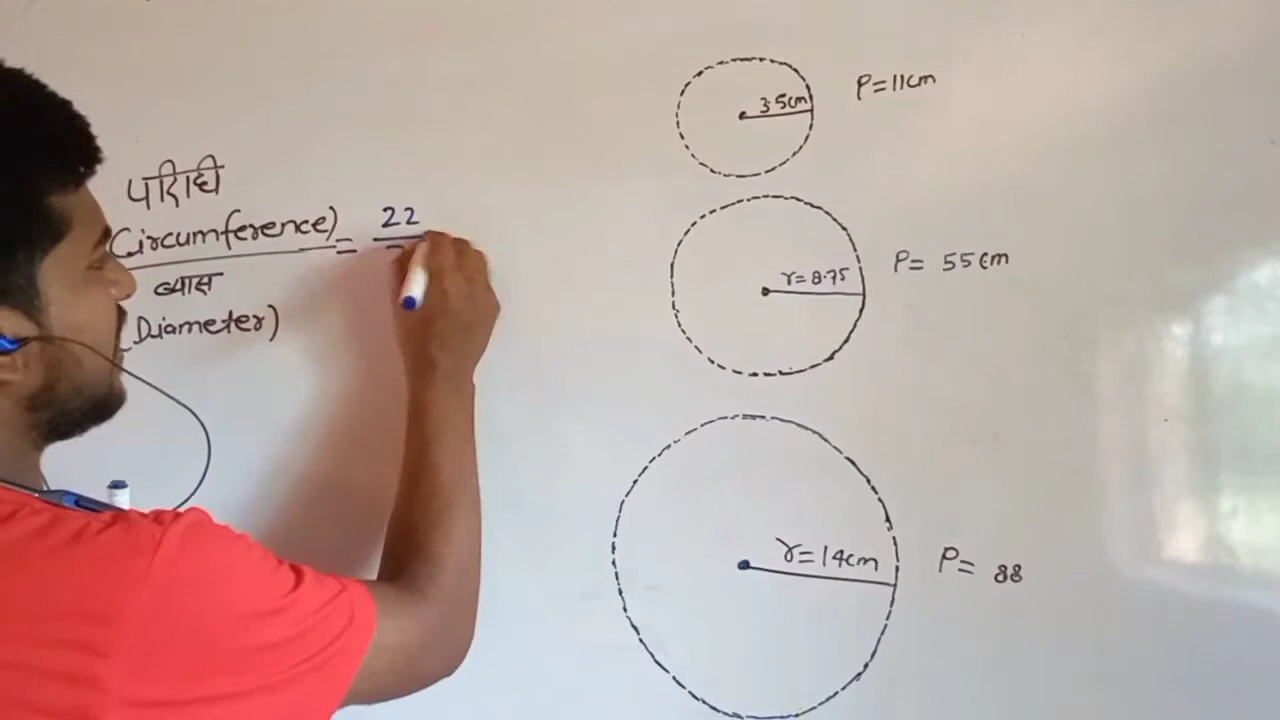 परिधी
(Circumference)
= 22
व्यास
(Diameter)
3.5cm
P=11cm
r=8.75
P= 55cm
r=14cm
P= 88